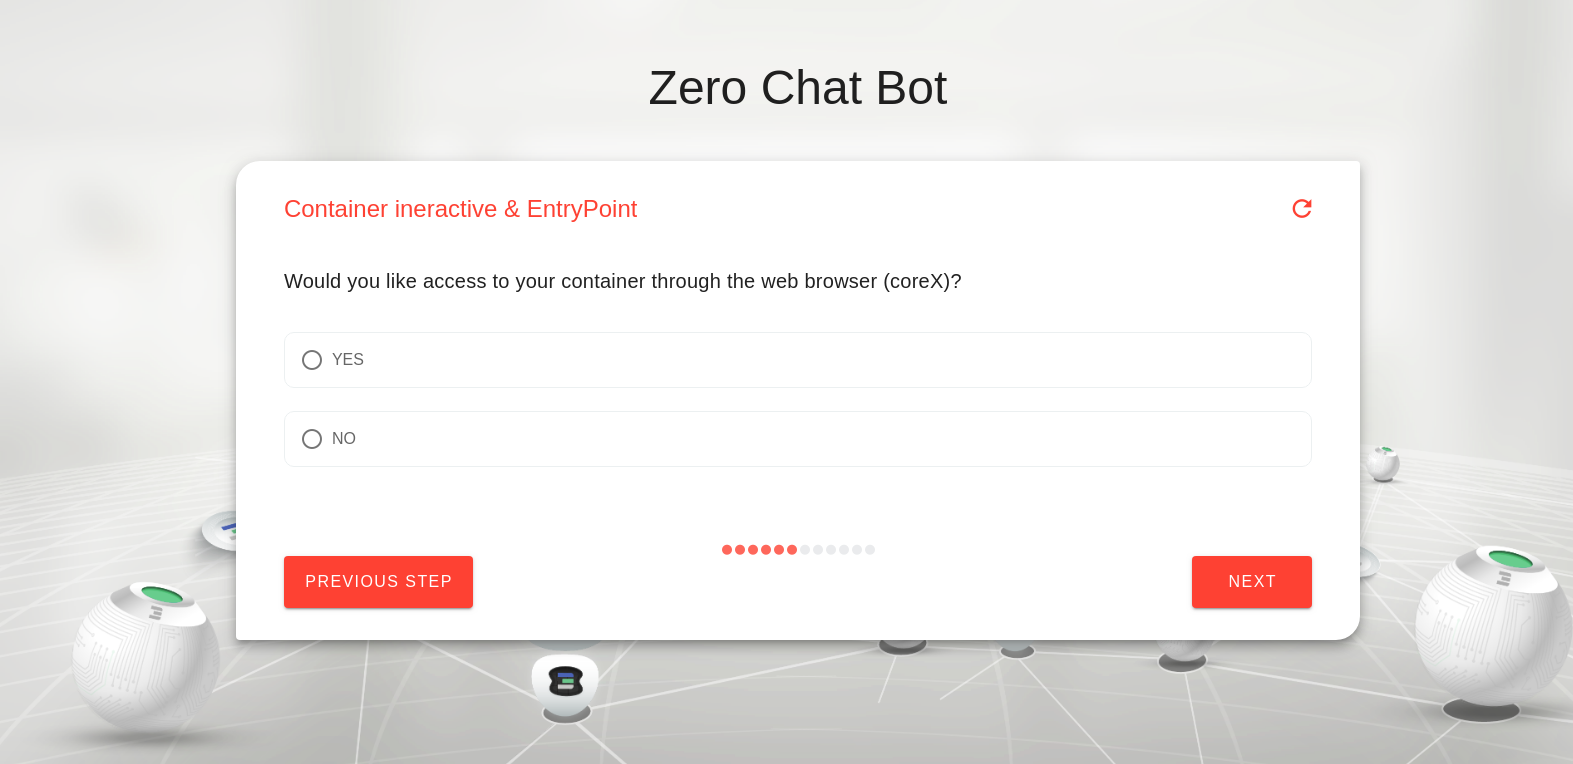 Zero Chat Bot
Container ineractive & EntryPoint
Would you like access to your container through the web browser (coreX)?
YES
NO
PREVIOUS STEP
NEXT